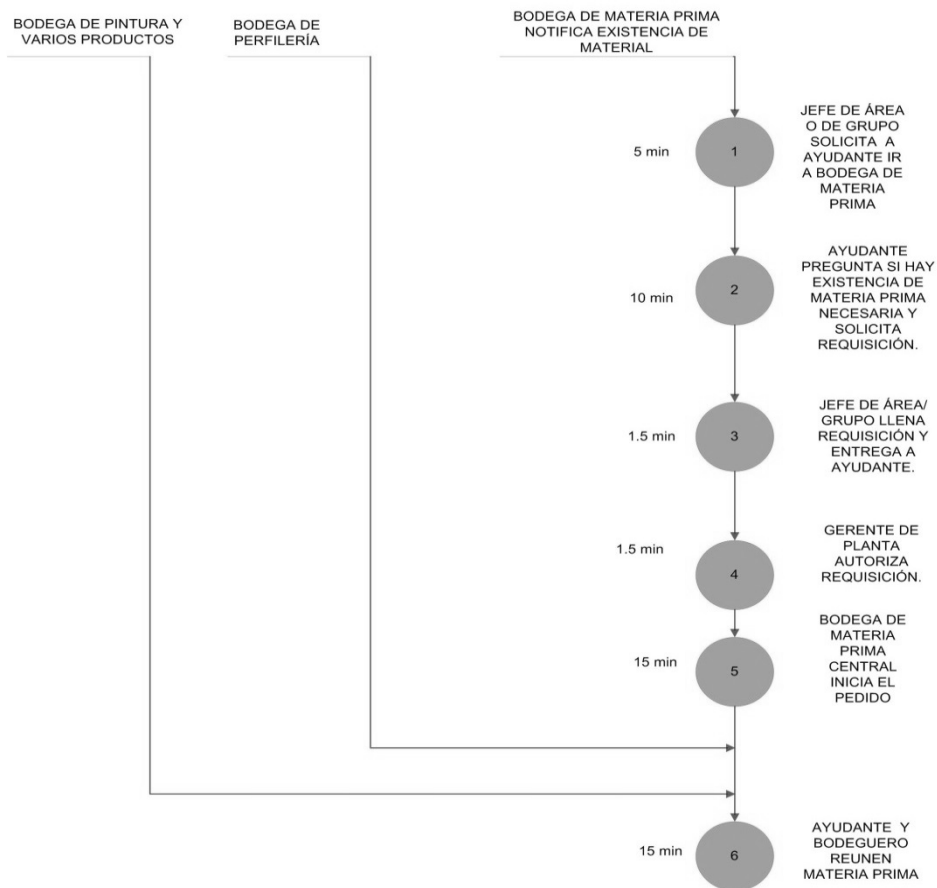 BODEGA DE PINTURA Y
VARIOS PRODUCTOS
BODEGA DE
PERFILERÍA
BODEGA DE MATERIA PRIMA
NOTIFICA EXISTENCIA DE
MATERIAL
5 min
1
JEFE DE ÁREA
O DE GRUPO
SOLICITA A
AYUDANTE IR
A BODEGA DE
MATERIA
PRIMA
10 min
2
AYUDANTE
PREGUNTA SI HAY
EXISTENCIA DE
MATERIA PRIMA
NECESARIA Y
SOLICITA
REQUISICIÓN.
1.5 min
3
JEFE DE ÁREA/
GRUPO LLENA
REQUISICIÓN Y
ENTREGA A
AYUDANTE.
1.5 min
4
GERENTE DE
PLANTA
AUTORIZA
REQUISICIÓN.
15 min
5
BODEGA DE
MATERIA
PRIMA
CENTRAL
INICIA EL
PEDIDO
15 min
6
AYUDANTE Y
BODEGUERO
REUNEN
MATERIA PRIMA